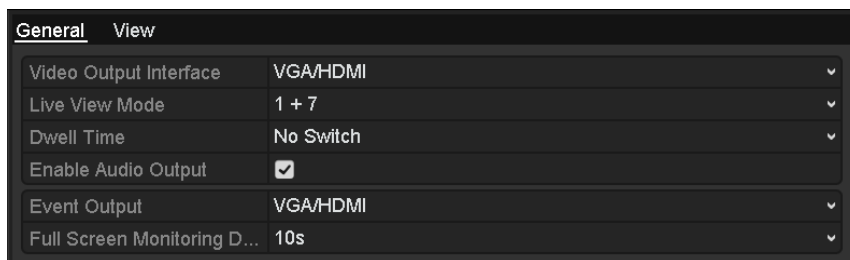 General View
Video Output Interface VGA/HDMI
Live View Mode 1 + 7
Dwell Time No Switch
Enable Audio Output
Event Output VGA/HDMI
Full Screen Monitoring D... 10s